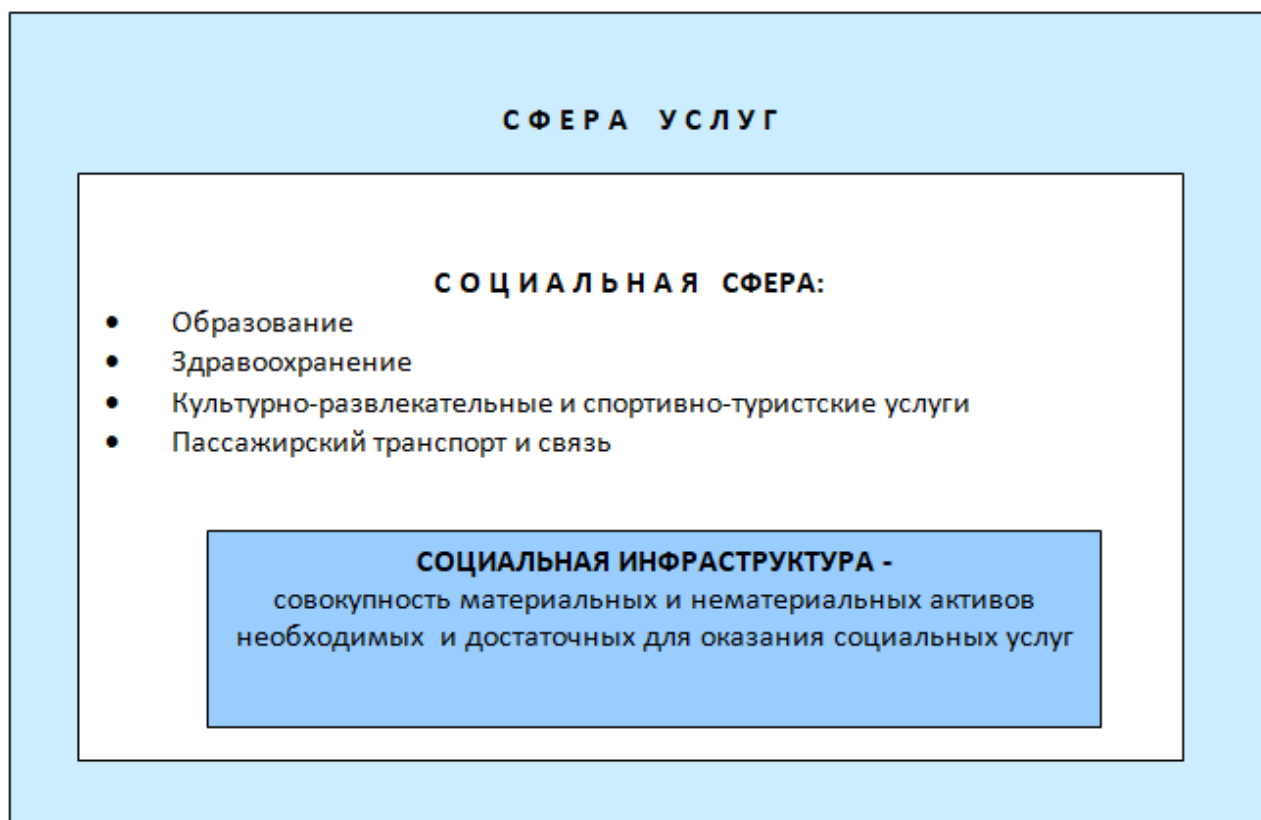 С Ф Е Р А У С Л У Г
С О Ц И А Л Ь Н А Я СФЕРА:
• Образование
• Здравоохранение
• Культурно-развлекательные и спортивно-туристские услуги
• Пассажирский транспорт и связь
СОЦИАЛЬНАЯ ИНФРАСТРУКТУРА -
совокупность материальных и нематериальных активов
необходимых и достаточных для оказания социальных услуг